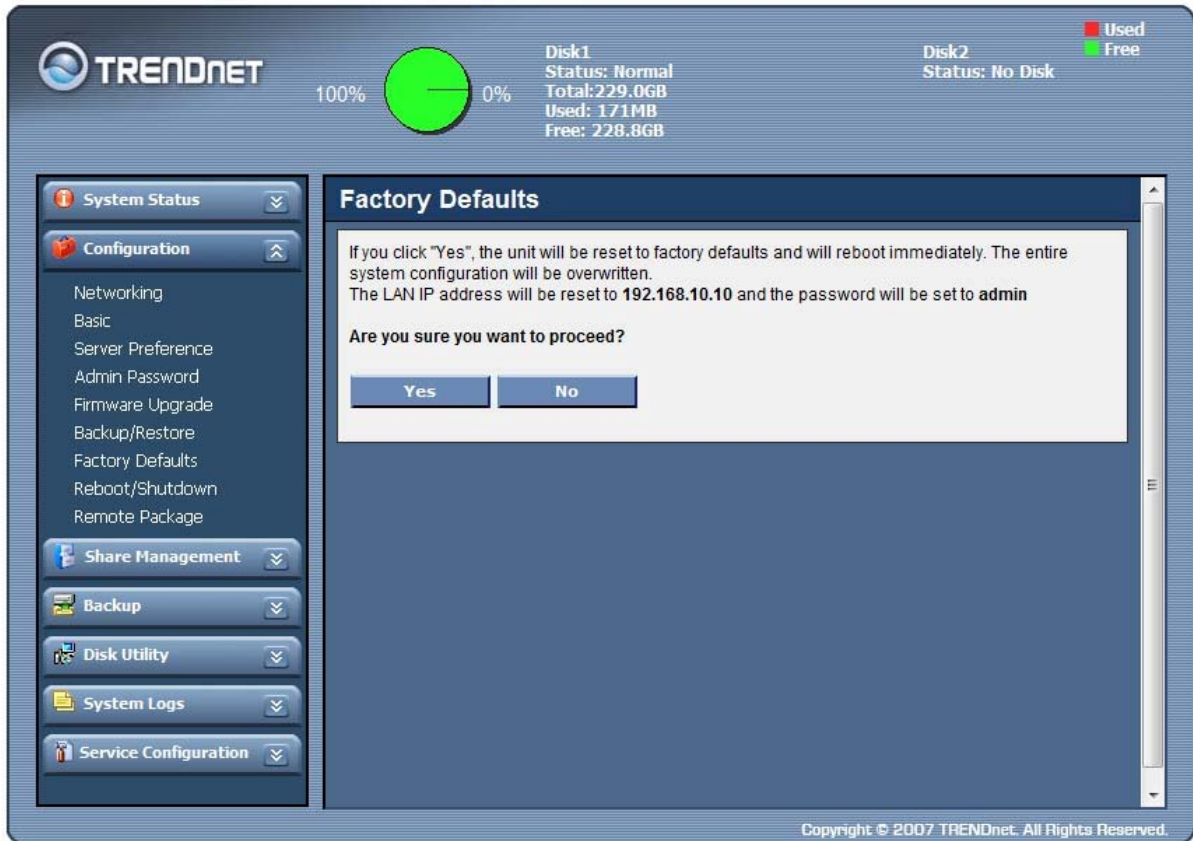 TRENDNET
100%
0%
Disk1
Status: Normal
Total:229.0GB
Used: 171MB
Free: 228.8GB
Disk2
Status: No Disk
Used
Free
System Status
Configuration
Networking
Basic
Server Preference
Admin Password
Firmware Upgrade
Backup/Restore
Factory Defaults
Reboot/Shutdown
Remote Package
Share Management
Backup
Disk Utility
System Logs
Service Configuration
Factory Defaults
If you click "Yes", the unit will be reset to factory defaults and will reboot immediately. The entire
system configuration will be overwritten.
The LAN IP address will be reset to 192.168.10.10 and the password will be set to admin
Are you sure you want to proceed?
Yes
No
Copyright © 2007 TRENDnet. All Rights Reserved.